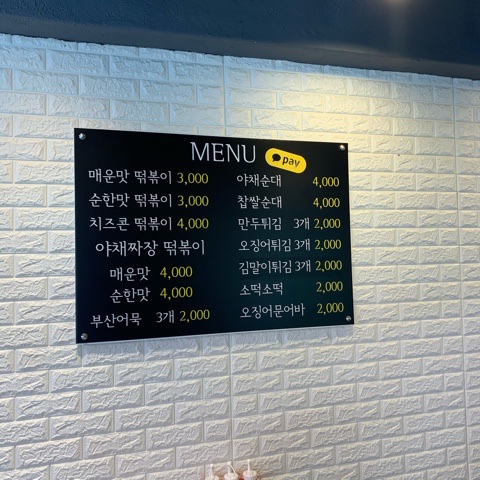 MENU pay
매운맛 떡볶이 3,000
순한맛 떡볶이 3,000
치즈콘 떡볶이 4,000
야채짜장 떡볶이
매운맛 4,000
순한맛 4,000
부산어묵 3개 2,000
야채순대 4,000
찹쌀순대 4,000
만두튀김 3개 2,000
오징어튀김 3개 2,000
김말이튀김 3개 2,000
소떡소떡 2,000
오징어문어바 2,000